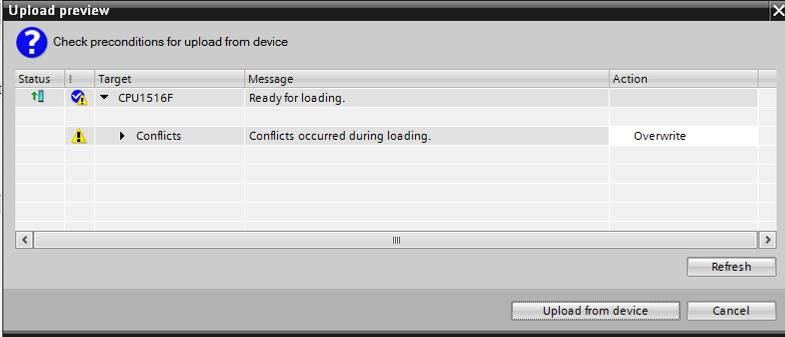 Upload preview
Check preconditions for upload from device
Status ! Target Message Action
CPU1516F Ready for loading.
Conflicts Conflicts occurred during loading. Overwrite
Refresh
Upload from device Cancel